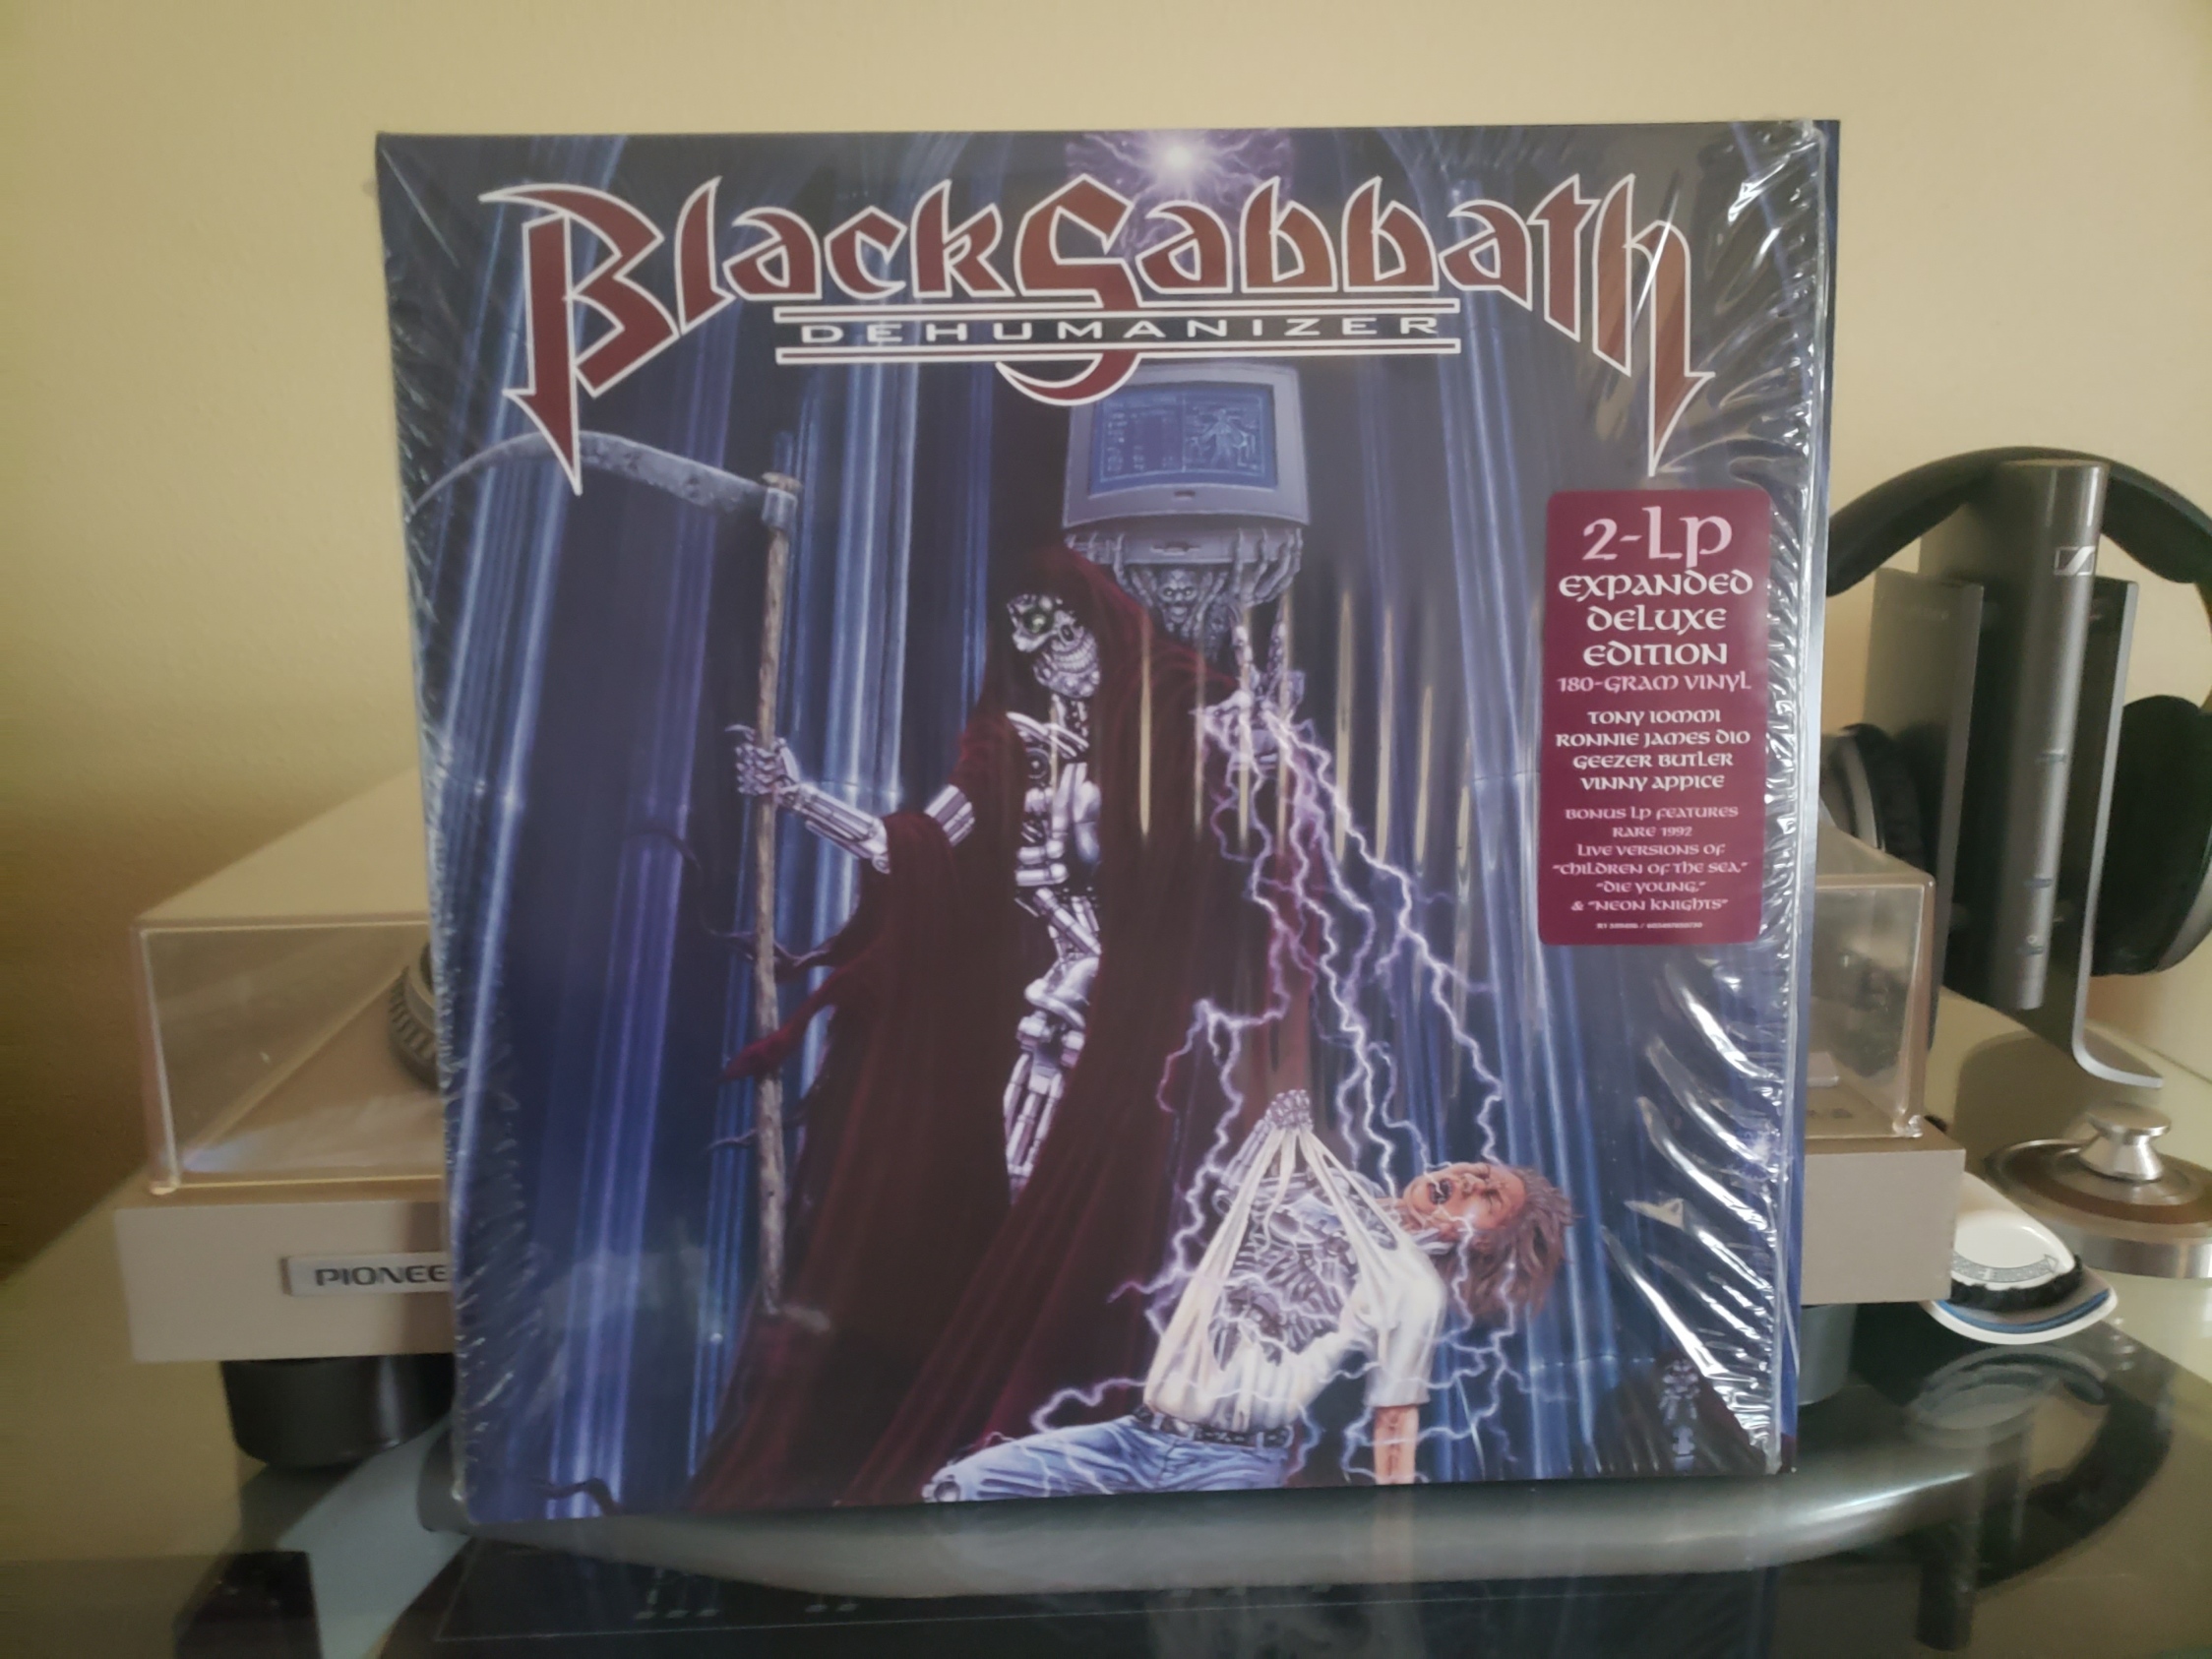 Black Sabbath
DEHUMANIZER
2-LP
EXPANDED
DELUXE
EDITION
180-GRAM VINYL
TONY IOMMI
RONNIE JAMES DIO
GEEZER BUTLER
VINNY APPICE
BONUS LP FEATURES
RARE 1992
LIVE VERSIONS OF
"CHILDREN OF THE SEA,"
"DIE YOUNG,"
& "NEON KNIGHTS"
PIONEE